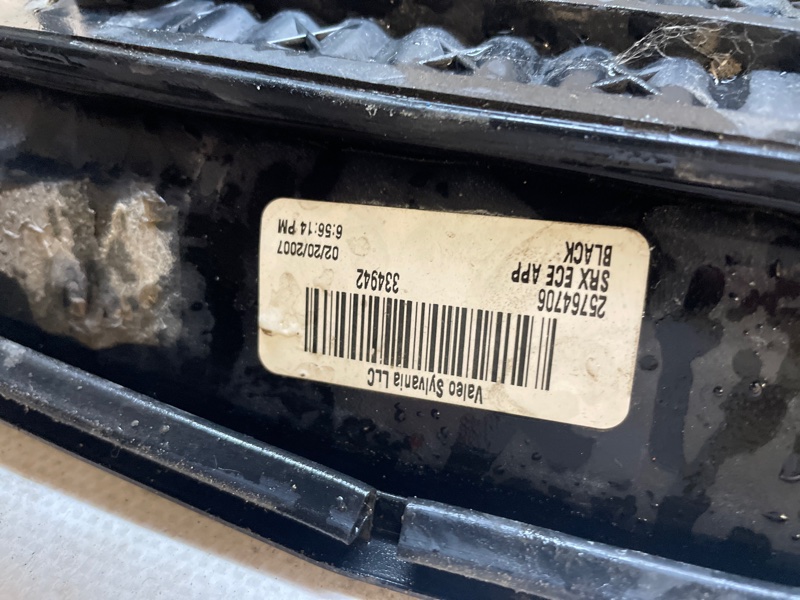 Valeo Sylvania LLC
334942
25764706
SRX ECE APP
BLACK
02/20/2007
6:56:14 PM